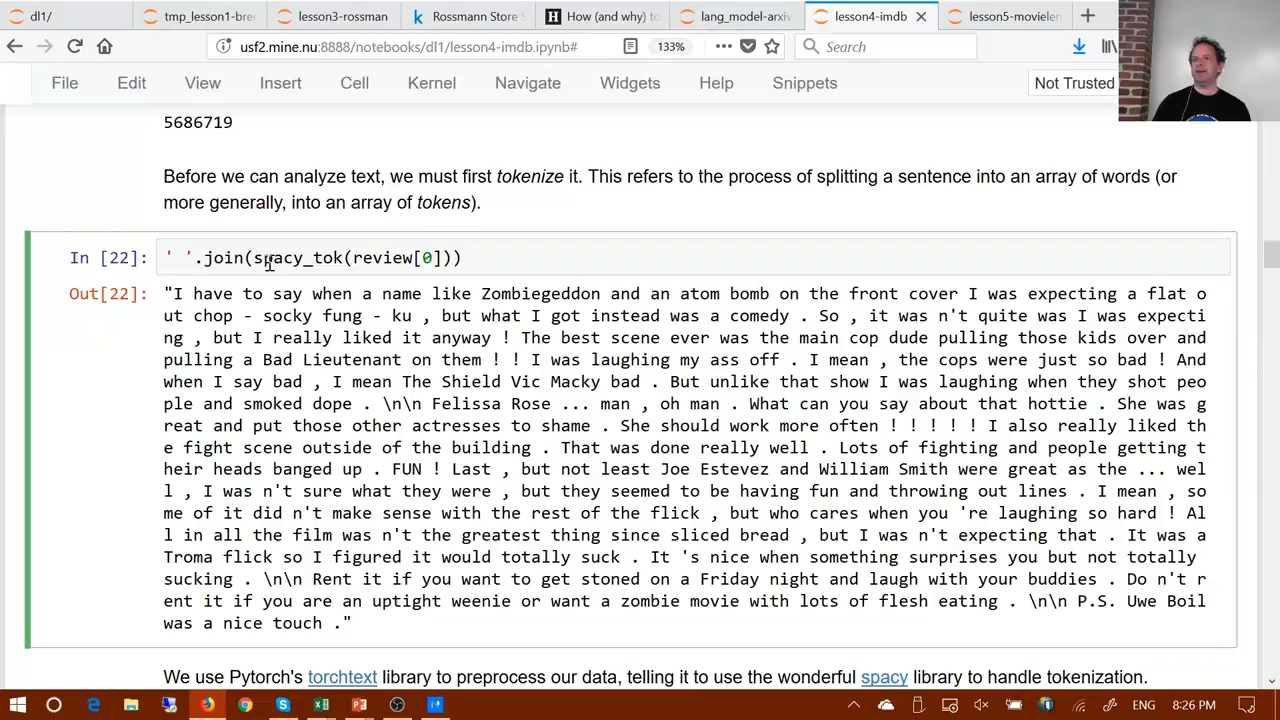 dl1/
tmp_lesson1-bre
lesson3-rossman
Rossmann Store S
How (and why) to
lang_model-arxiv
lesson4-imdb
lesson5-movielen
usf2.mine.nu:8888/notebooks/dl1/lesson4-imdb.ipynb#
133%
Search
File Edit View Insert Cell Kernel Navigate Widgets Help Snippets Not Trusted
5686719
Before we can analyze text, we must first tokenize it. This refers to the process of splitting a sentence into an array of words (or
more generally, into an array of tokens).
In [22]: ' '.join(spacy_tok(review[0]))
Out[22]: "I have to say when a name like Zombiegeddon and an atom bomb on the front cover I was expecting a flat o
ut chop - socky fung - ku , but what I got instead was a comedy . So , it was n't quite was I was expecti
ng , but I really liked it anyway ! The best scene ever was the main cop dude pulling those kids over and
pulling a Bad Lieutenant on them ! ! I was laughing my ass off . I mean , the cops were just so bad ! And
when I say bad , I mean The Shield Vic Macky bad . But unlike that show I was laughing when they shot peo
ple and smoked dope . \n\n Felissa Rose ... man , oh man . What can you say about that hottie . She was g
reat and put those other actresses to shame . She should work more often ! ! ! ! ! I also really liked th
e fight scene outside of the building . That was done really well . Lots of fighting and people getting t
heir heads banged up . FUN ! Last , but not least Joe Estevez and William Smith were great as the ... wel
l , I was n't sure what they were , but they seemed to be having fun and throwing out lines . I mean , so
me of it did n't make sense with the rest of the flick , but who cares when you 're laughing so hard ! Al
l in all the film was n't the greatest thing since sliced bread , but I was n't expecting that . It was a
Troma flick so I figured it would totally suck . It 's nice when something surprises you but not totally
sucking . \n\n Rent it if you want to get stoned on a Friday night and laugh with your buddies . Do n't r
ent it if you are an uptight weenie or want a zombie movie with lots of flesh eating . \n\n P.S. Uwe Boil
was a nice touch ."
We use Pytorch's torchtext library to preprocess our data, telling it to use the wonderful spacy library to handle tokenization.
ENG 8:26 PM